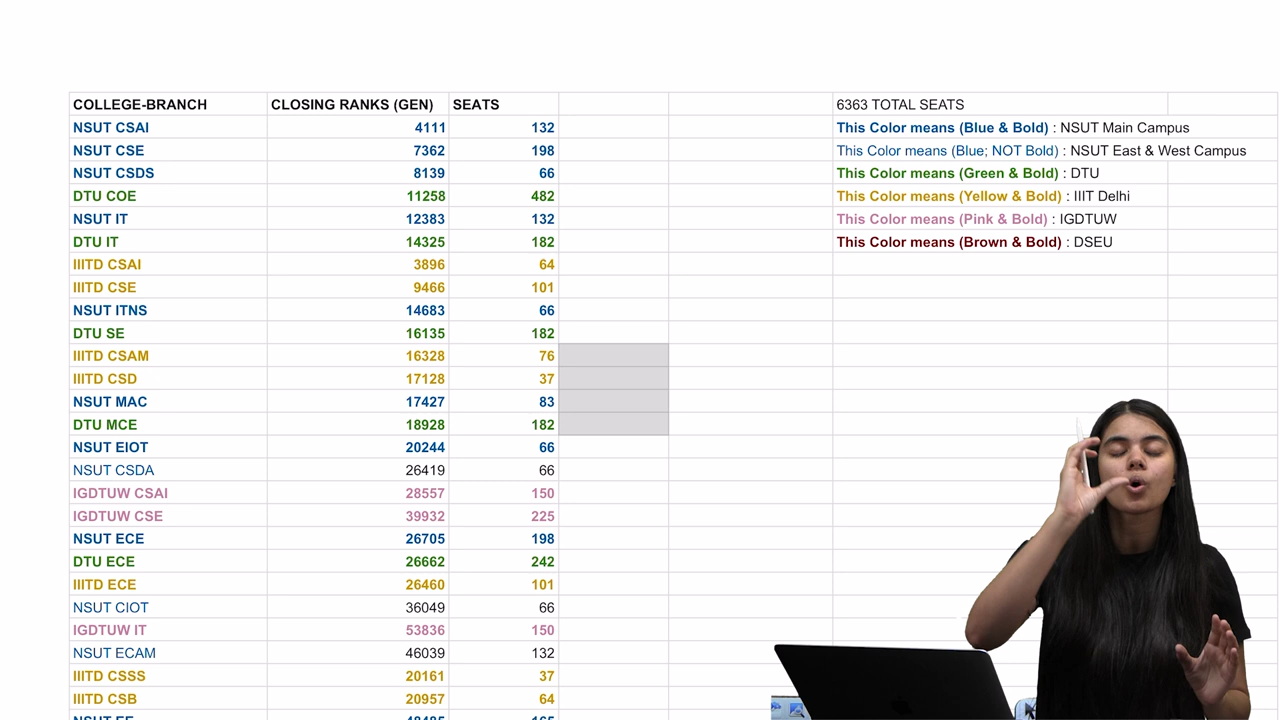 COLLEGE-BRANCH CLOSING RANKS (GEN) SEATS 6363 TOTAL SEATS
NSUT CSAI 4111 132 This Color means (Blue & Bold) : NSUT Main Campus
NSUT CSE 7362 198 This Color means (Blue; NOT Bold) : NSUT East & West Campus
NSUT CSDS 8139 66 This Color means (Green & Bold) : DTU
DTU COE 11258 482 This Color means (Yellow & Bold) : IIIT Delhi
NSUT IT 12383 132 This Color means (Pink & Bold) : IGDTUW
DTU IT 14325 182 This Color means (Brown & Bold) : DSEU
IIITD CSAI 3896 64
IIITD CSE 9466 101
NSUT ITNS 14683 66
DTU SE 16135 182
IIITD CSAM 16328 76
IIITD CSD 17128 37
NSUT MAC 17427 83
DTU MCE 18928 182
NSUT EIOT 20244 66
NSUT CSDA 26419 66
IGDTUW CSAI 28557 150
IGDTUW CSE 39932 225
NSUT ECE 26705 198
DTU ECE 26662 242
IIITD ECE 26460 101
NSUT CIOT 36049 66
IGDTUW IT 53836 150
NSUT ECAM 46039 132
IIITD CSSS 20161 37
IIITD CSB 20957 64